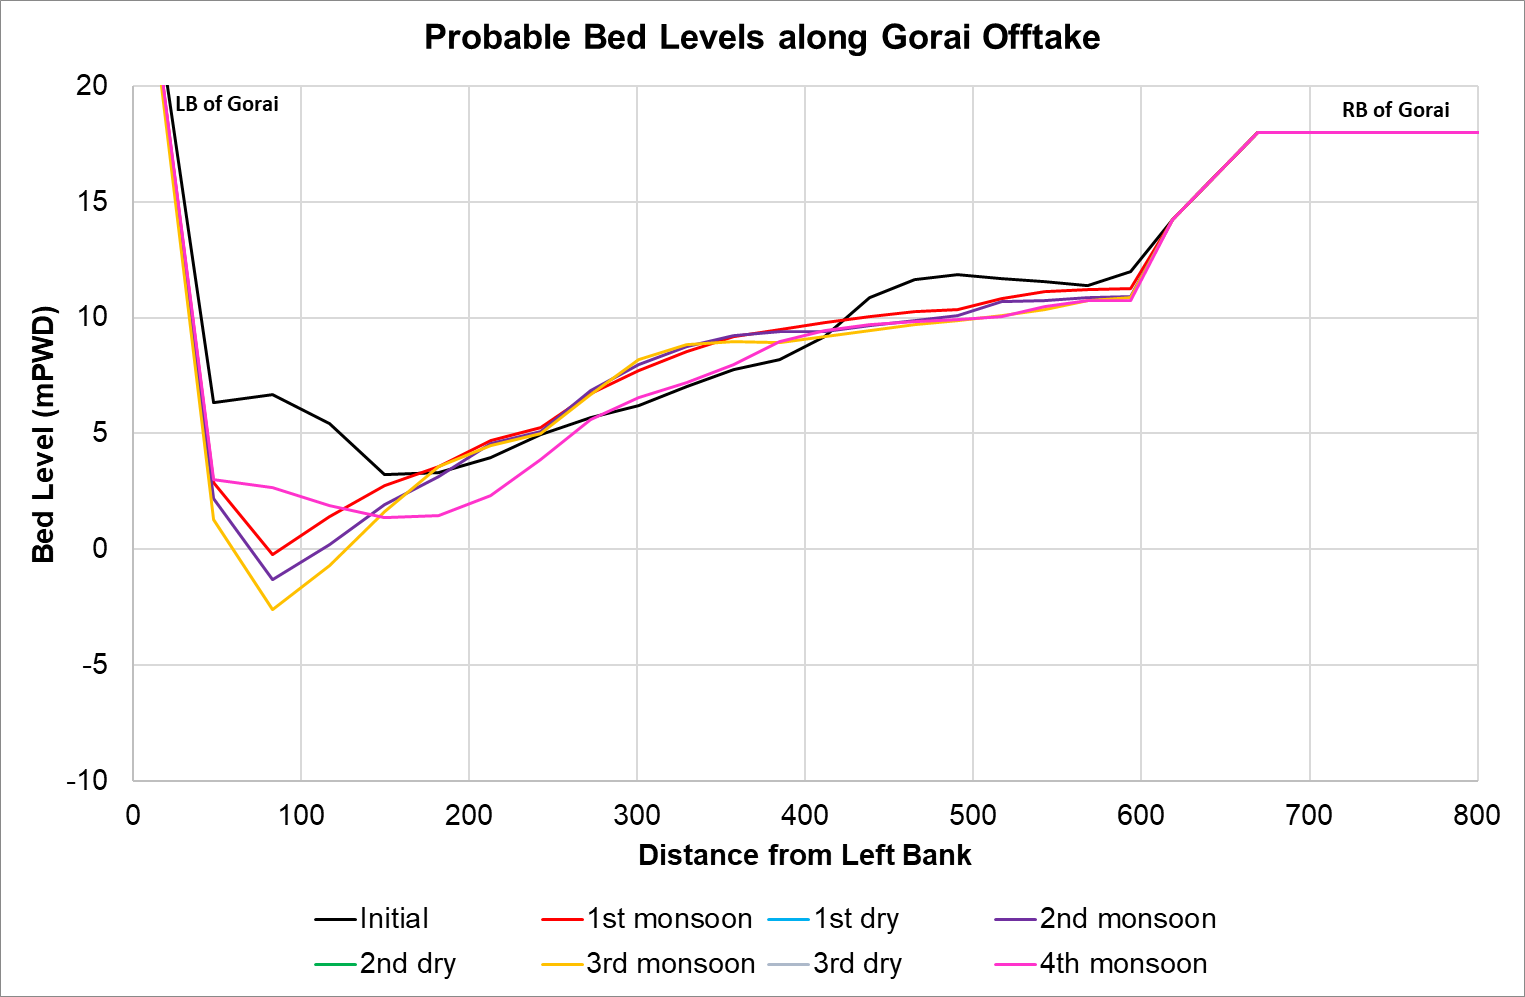 Probable Bed Levels along Gorai Offtake
20
LB of Gorai
RB of Gorai
15
10
5
0
-5
-10
Bed Level (mPWD)
0 100 200 300 400 500 600 700 800
Distance from Left Bank
Initial 1st monsoon 1st dry 2nd monsoon
2nd dry 3rd monsoon 3rd dry 4th monsoon